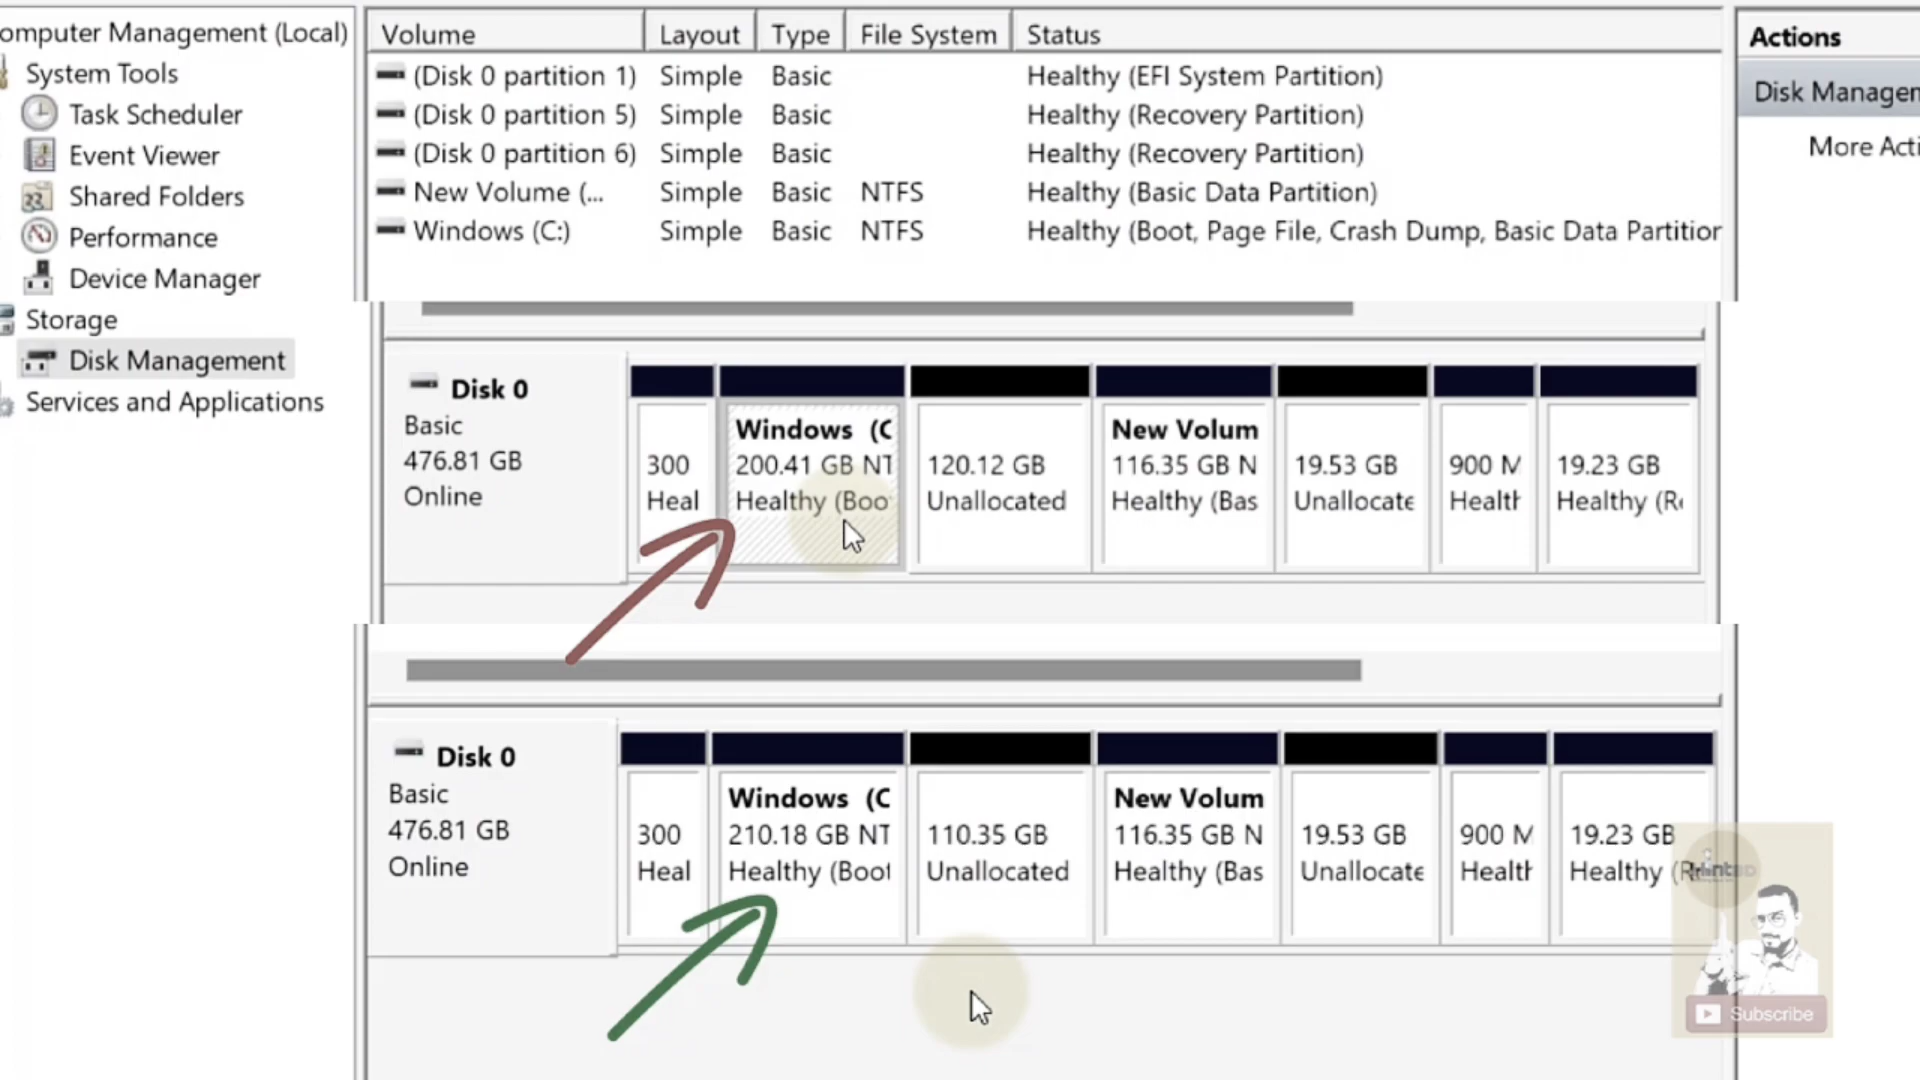 omputer Management (Local)
System Tools
Task Scheduler
Event Viewer
Shared Folders
Performance
Device Manager
Storage
Disk Management
Services and Applications
Volume Layout Type File System Status
(Disk 0 partition 1) Simple Basic Healthy (EFI System Partition)
(Disk 0 partition 5) Simple Basic Healthy (Recovery Partition)
(Disk 0 partition 6) Simple Basic Healthy (Recovery Partition)
New Volume (... Simple Basic NTFS Healthy (Basic Data Partition)
Windows (C:) Simple Basic NTFS Healthy (Boot, Page File, Crash Dump, Basic Data Partition
Actions
Disk Managem
More Acti
Disk 0
Basic
476.81 GB
Online
300
Heal
Windows (C
200.41 GB NT
Healthy (Boo
120.12 GB
Unallocated
New Volum
116.35 GB N
Healthy (Bas
19.53 GB
Unallocate
900 M
Health
19.23 GB
Healthy (Re
Disk 0
Basic
476.81 GB
Online
300
Heal
Windows (C
210.18 GB NT
Healthy (Boot
110.35 GB
Unallocated
New Volum
116.35 GB N
Healthy (Bas
19.53 GB
Unallocate
900 M
Health
19.23 GB
Healthy (R
Subscribe